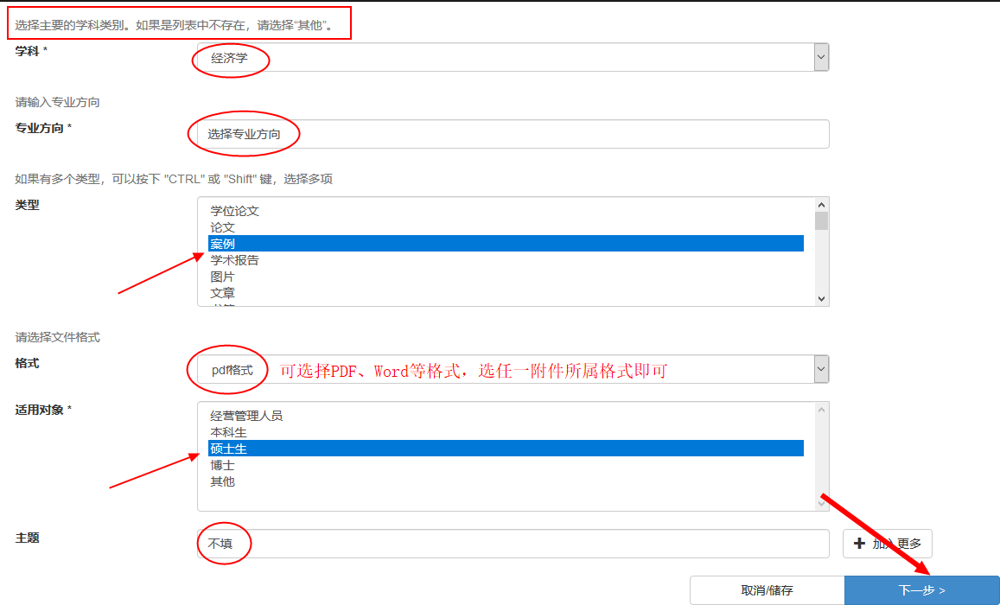 选择主要的学科类别。如果是列表中不存在，请选择“其他”。
学科 *
经济学
请输入专业方向
专业方向 *
选择专业方向
如果有多个类型，可以按下 "CTRL" 或 "Shift" 键，选择多项
类型
学位论文
论文
案例
学术报告
图片
文章
请选择文件格式
格式
pdf格式
可选择PDF、Word等格式，选任一附件所属格式即可
适用对象 *
经营管理人员
本科生
硕士生
博士
其他
主题
不填
加入更多
取消/储存
下一步 >